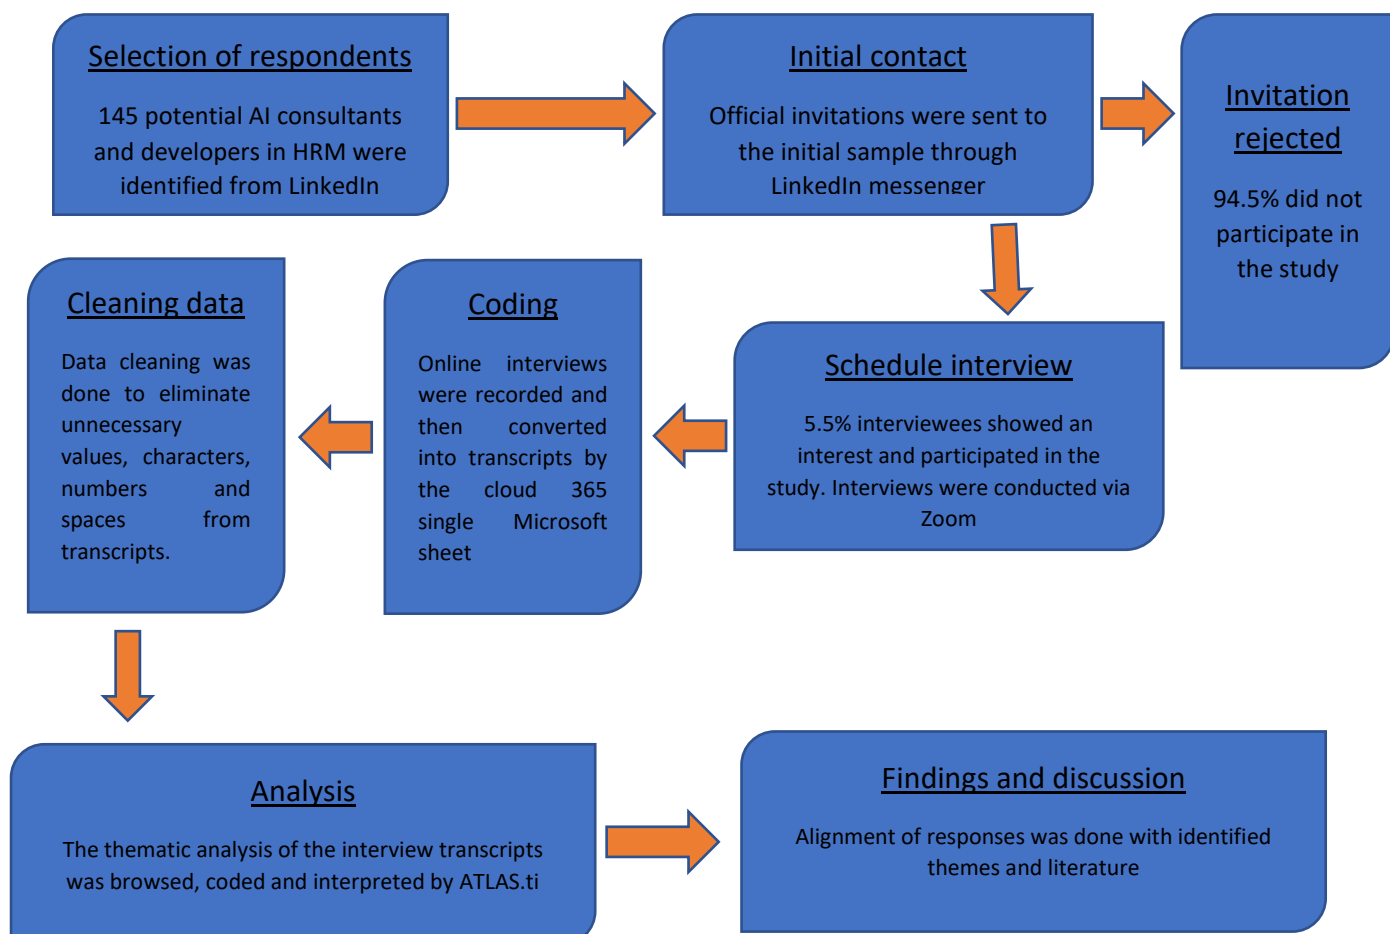 Selection of respondents
145 potential AI consultants
and developers in HRM were
identified from LinkedIn
Initial contact
Official invitations were sent to
the initial sample through
LinkedIn messenger
Invitation
rejected
94.5% did not
participate in
the study
Schedule interview
5.5% interviewees showed an
interest and participated in the
study. Interviews were conducted via
Zoom
Coding
Online interviews
were recorded and
then converted
into transcripts by
the cloud 365
single Microsoft
sheet
Cleaning data
Data cleaning was
done to eliminate
unnecessary
values, characters,
numbers and
spaces from
transcripts.
Analysis
The thematic analysis of the interview transcripts
was browsed, coded and interpreted by ATLAS.ti
Findings and discussion
Alignment of responses was done with identified
themes and literature